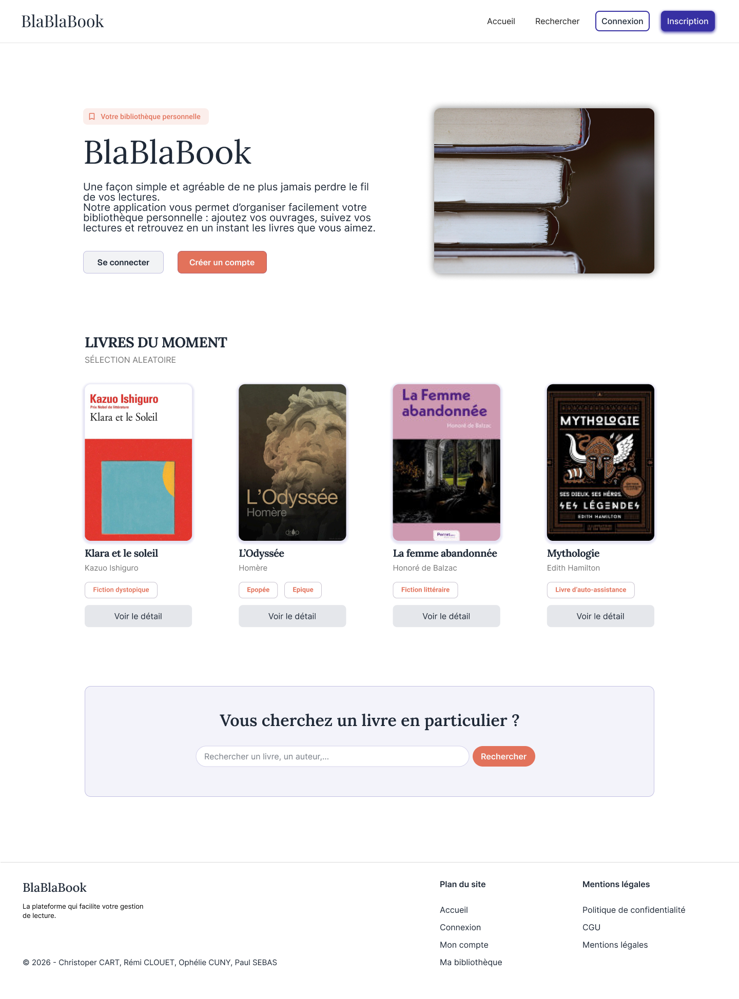 BlaBlaBook
Accueil
Rechercher
Connexion
Inscription
Votre bibliothèque personnelle
BlaBlaBook
Une façon simple et agréable de ne plus jamais perdre le fil
de vos lectures.
Notre application vous permet d’organiser facilement votre
bibliothèque personnelle : ajoutez vos ouvrages, suivez vos
lectures et retrouvez en un instant les livres que vous aimez.
Se connecter
Créer un compte
LIVRES DU MOMENT
SÉLECTION ALEATOIRE
Kazuo Ishiguro
Prix Nobel de littérature
Klara et le Soleil
L’Odyssée
Homère
drop
La Femme
abandonnée
Honoré de Balzac
MYTHOLOGIE
SES DIEUX, SES HÉROS,
SES LÉGENDES
EDITH HAMILTON
Klara et le soleil
Kazuo Ishiguro
Fiction dystopique
Voir le détail
L’Odyssée
Homère
Epopée
Epique
Voir le détail
La femme abandonnée
Honoré de Balzac
Fiction littéraire
Voir le détail
Mythologie
Edith Hamilton
Livre d’auto-assistance
Voir le détail
Vous cherchez un livre en particulier ?
Rechercher un livre, un auteur,...
Rechercher
BlaBlaBook
La plateforme qui facilite votre gestion
de lecture.
© 2026 - Christoper CART, Rémi CLOUET, Ophélie CUNY, Paul SEBAS
Plan du site
Accueil
Connexion
Mon compte
Ma bibliothèque
Mentions légales
Politique de confidentialité
CGU
Mentions légales